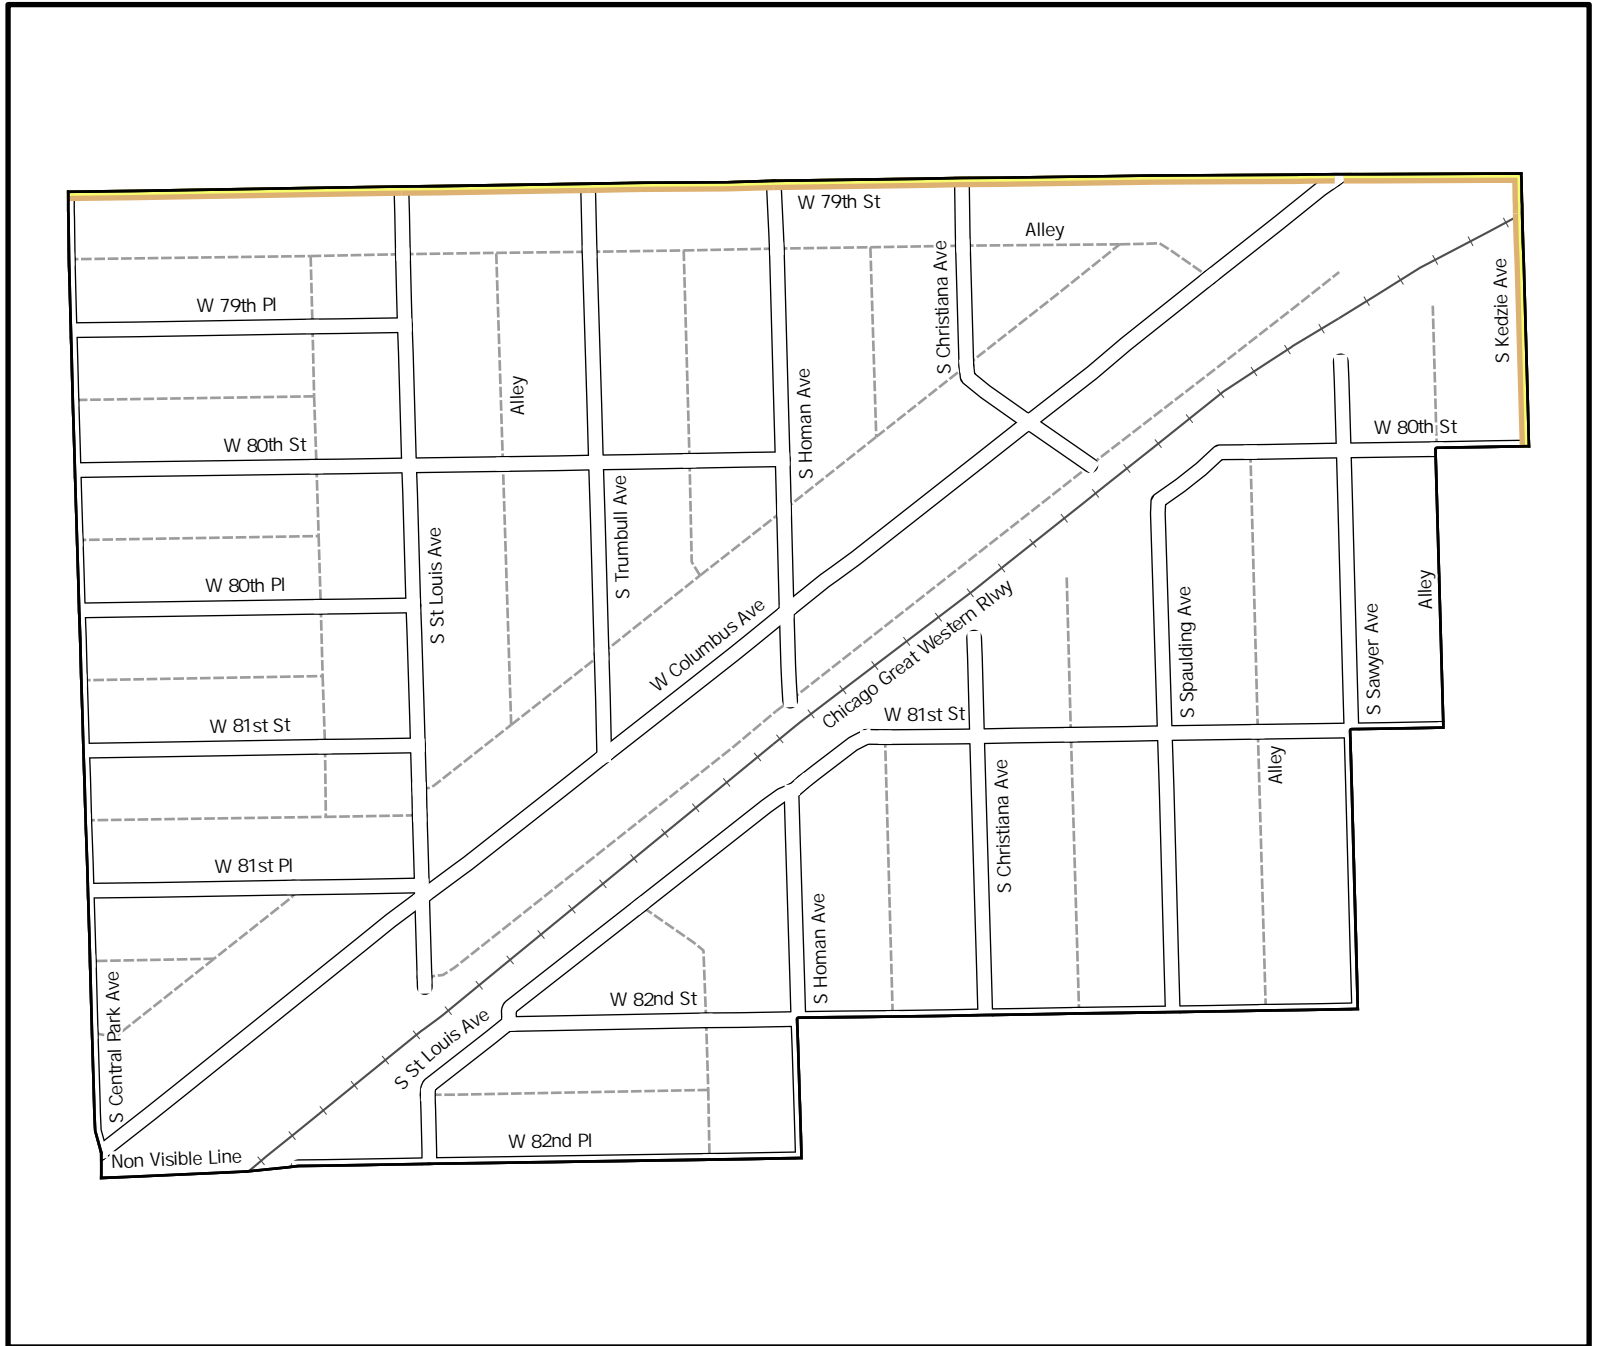 W 79th St
Alley
W 79th Pl
S Christiana Ave
S Kedzie Ave
Alley
S Homan Ave
W 80th St
W 80th St
S St Louis Ave
S Trumbull Ave
W 80th Pl
W Columbus Ave
Chicago Great Western Rlwy
S Spaulding Ave
S Sawyer Ave
Alley
W 81st St
W 81st St
Alley
S Christiana Ave
W 81st Pl
S Homan Ave
S Central Park Ave
W 82nd St
S St Louis Ave
W 82nd Pl
Non Visible Line